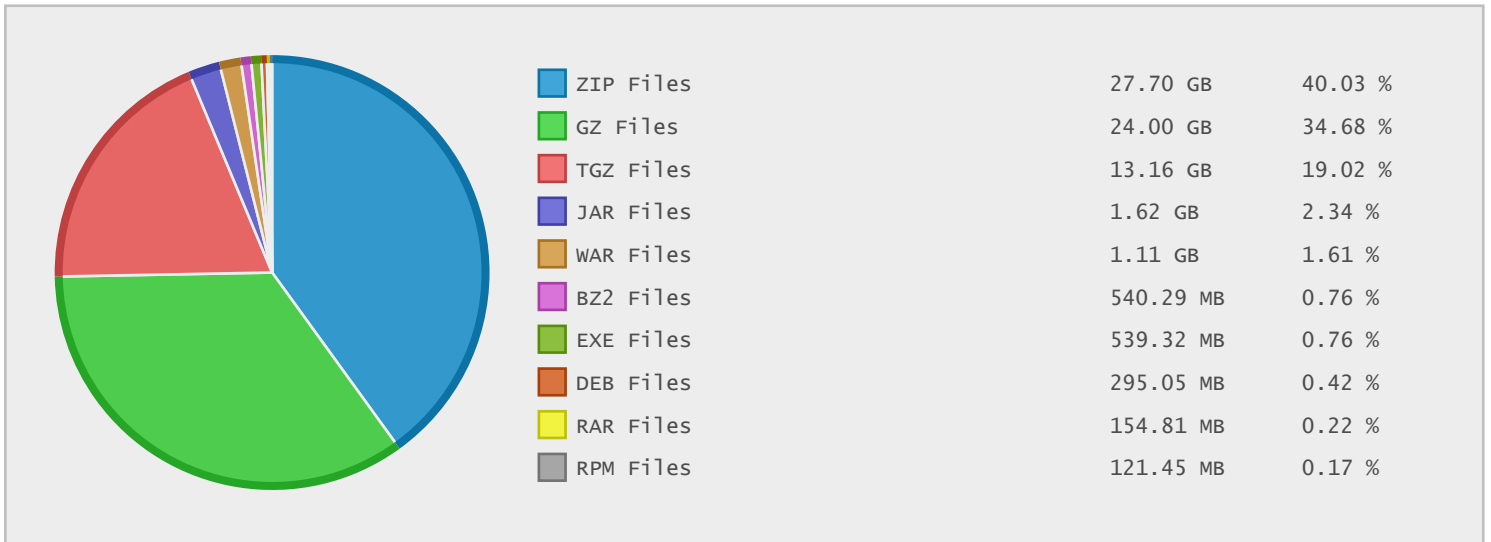 ZIP Files 27.70 GB 40.03 %
GZ Files 24.00 GB 34.68 %
TGZ Files 13.16 GB 19.02 %
JAR Files 1.62 GB 2.34 %
WAR Files 1.11 GB 1.61 %
BZ2 Files 540.29 MB 0.76 %
EXE Files 539.32 MB 0.76 %
DEB Files 295.05 MB 0.42 %
RAR Files 154.81 MB 0.22 %
RPM Files 121.45 MB 0.17 %